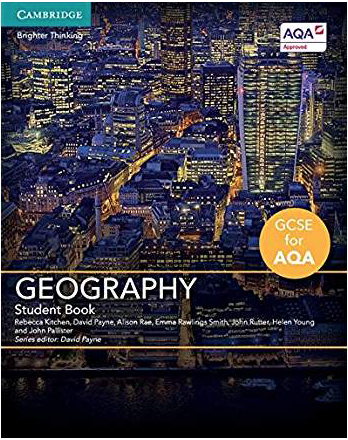 CAMBRIDGE
Brighter Thinking
AQA
Approved
GCSE
for
AQA
GEOGRAPHY
Student Book
Rebecca Kitchen, David Payne, Alison Rae, Emma Rawlings Smith, John Rutter, Helen Young
and John Pallister
Series editor: David Payne